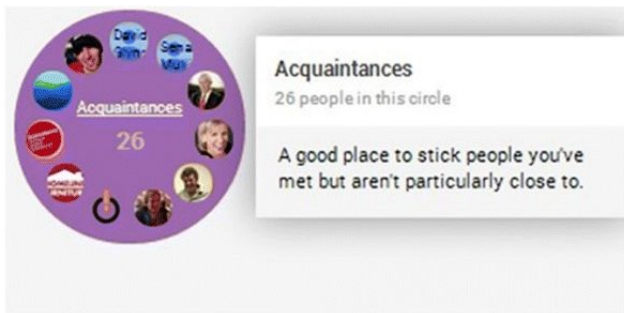 David
Acquaintances
26
Acquaintances
26 people in this circle
A good place to stick people you've
met but aren't particularly close to.